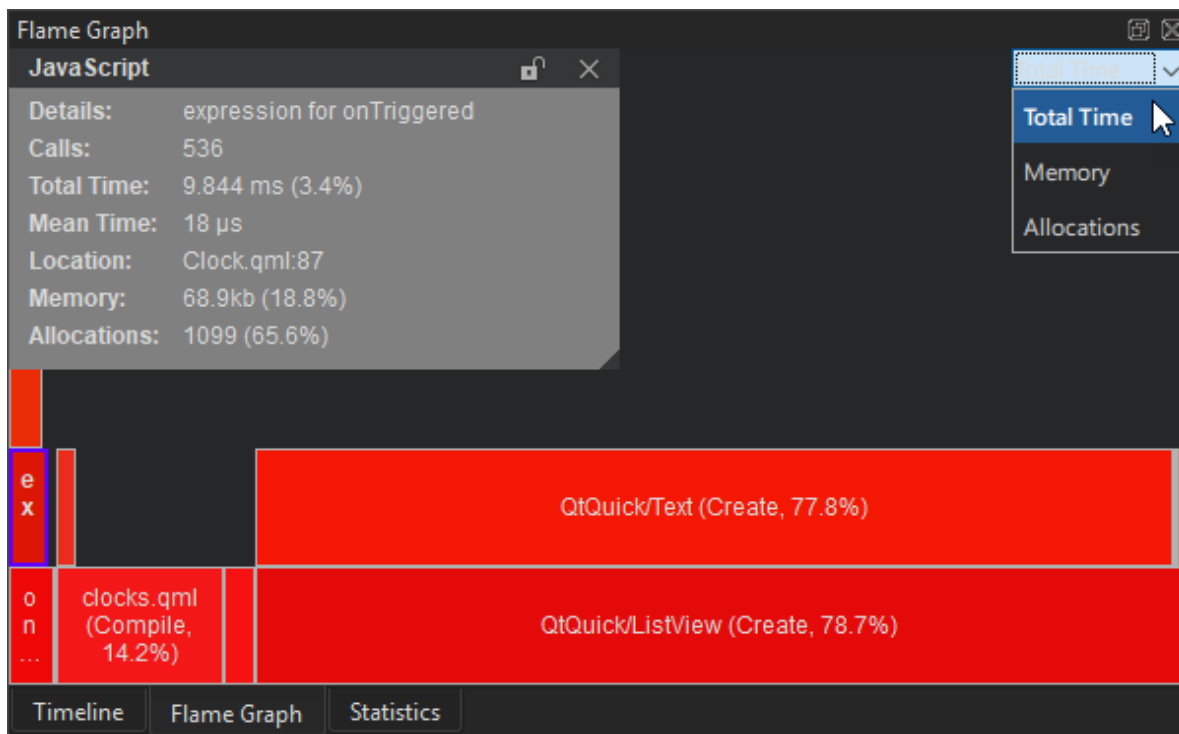 Flame Graph
JavaScript
Total Time
Details: expression for onTriggered
Total Time
Calls: 536
Total Time: 9.844 ms (3.4%)
Memory
Mean Time: 18 µs
Allocations
Location: Clock.qml:87
Memory: 68.9kb (18.8%)
Allocations: 1099 (65.6%)
e
x
QtQuick/Text (Create, 77.8%)
o
n
...
clocks.qml
(Compile,
14.2%)
QtQuick/ListView (Create, 78.7%)
Timeline Flame Graph Statistics